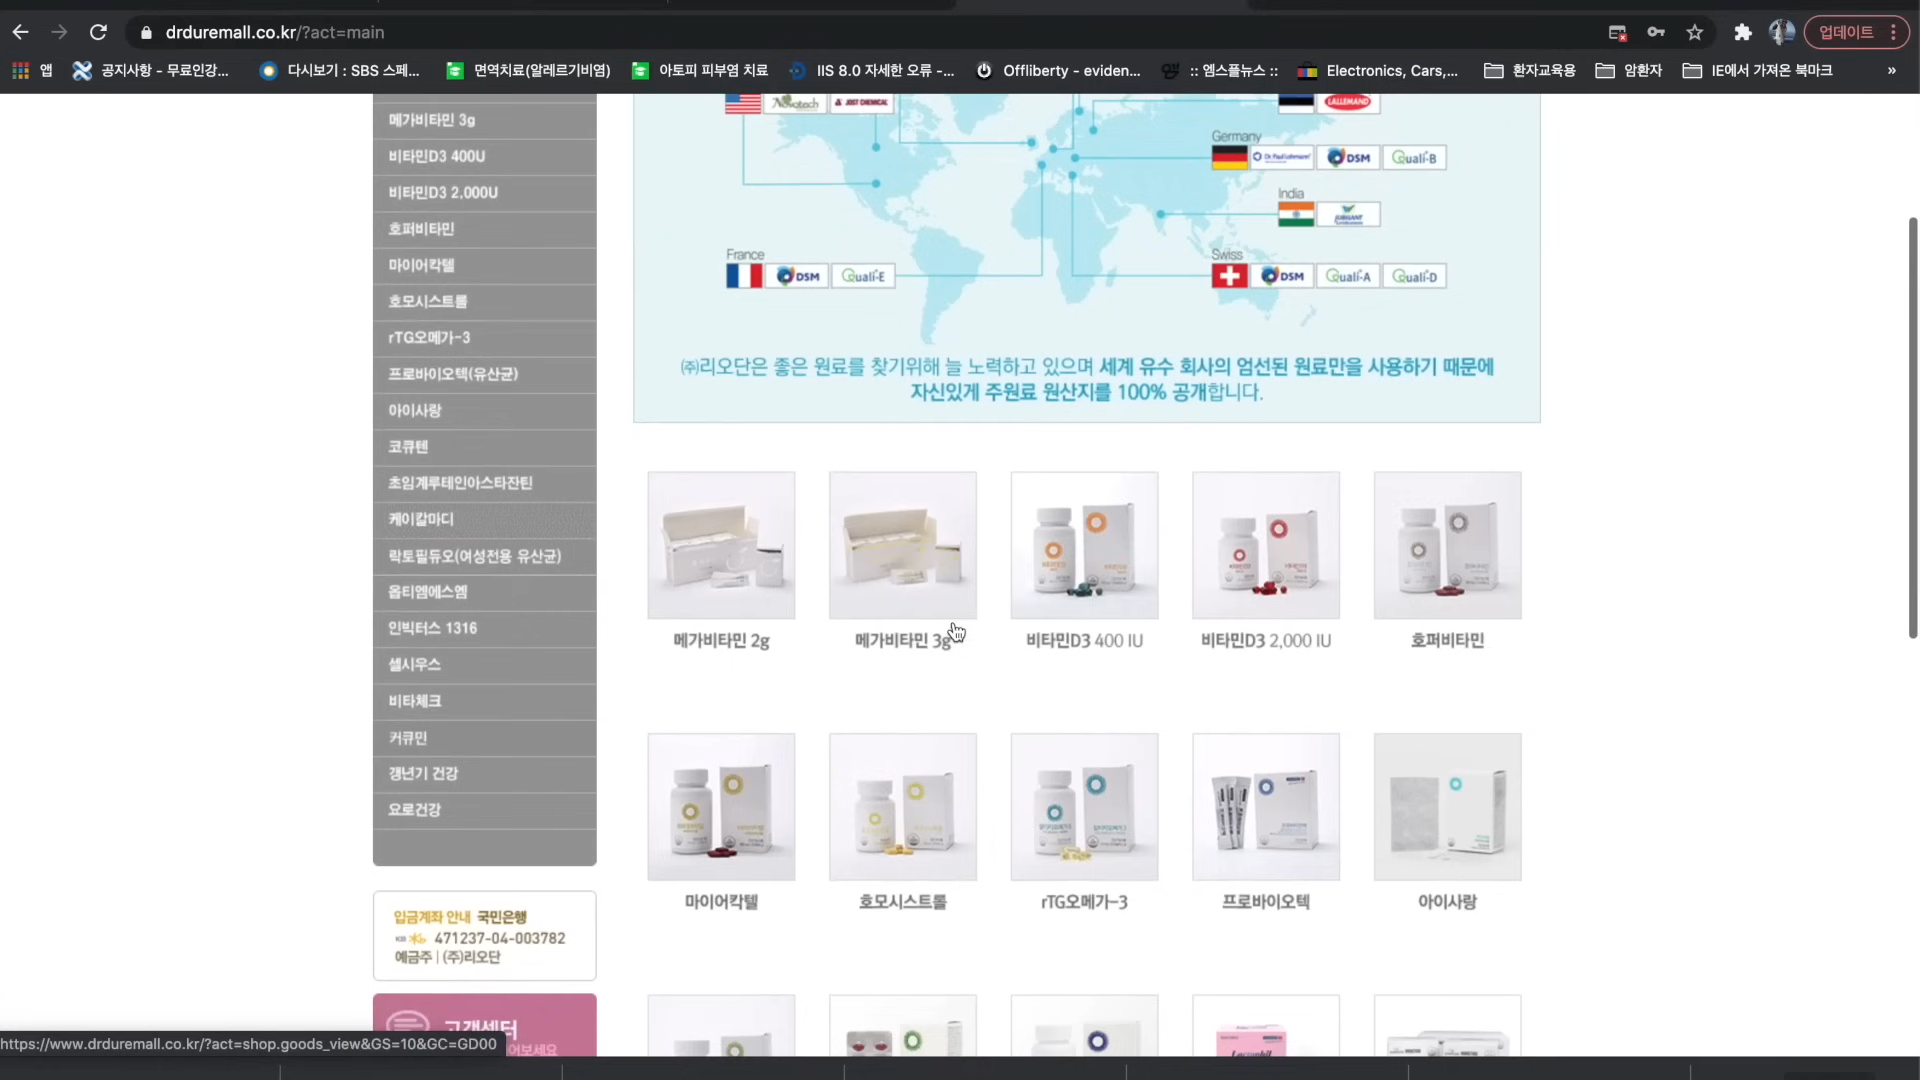 drduremall.co.kr/?act=main
업데이트
앱
공지사항 - 무료인강...
다시보기 : SBS 스페...
면역치료(알레르기비염)
아토피 피부염 치료
IIS 8.0 자세한 오류 -...
Offliberty - eviden...
:: 엠스플뉴스 ::
Electronics, Cars,...
환자교육용
암환자
IE에서 가져온 북마크
»
메가비타민 3g
비타민D3 400U
비타민D3 2,000U
호퍼비타민
마이어칵텔
호모시스트롤
rTG오메가-3
프로바이오텍(유산균)
아이사랑
코큐텐
초임계루테인아스타잔틴
케이칼마디
락토필듀오(여성전용 유산균)
옵티엠에스엠
인빅터스 1316
셀시우스
비타체크
커큐민
갱년기 건강
요로건강
입금계좌 안내 국민은행
471237-04-003782
예금주 | (주)리오단
고객센터
Novotech
JOST CHEMICAL
LALLEMAND
Germany
Dr. Paul Lohmann
DSM
Quali-B
India
JUBILANT
France
DSM
Quali-E
Swiss
DSM
Quali-A
Quali-D
㈜리오단은 좋은 원료를 찾기위해 늘 노력하고 있으며 세계 유수 회사의 엄선된 원료만을 사용하기 때문에
자신있게 주원료 원산지를 100% 공개합니다.
메가비타민 2g
메가비타민 3g
비타민D3 400 IU
비타민D3 2,000 IU
호퍼비타민
마이어칵텔
호모시스트롤
rTG오메가-3
프로바이오텍
아이사랑
https://www.drduremall.co.kr/?act=shop.goods_view&GS=10&GC=GD00